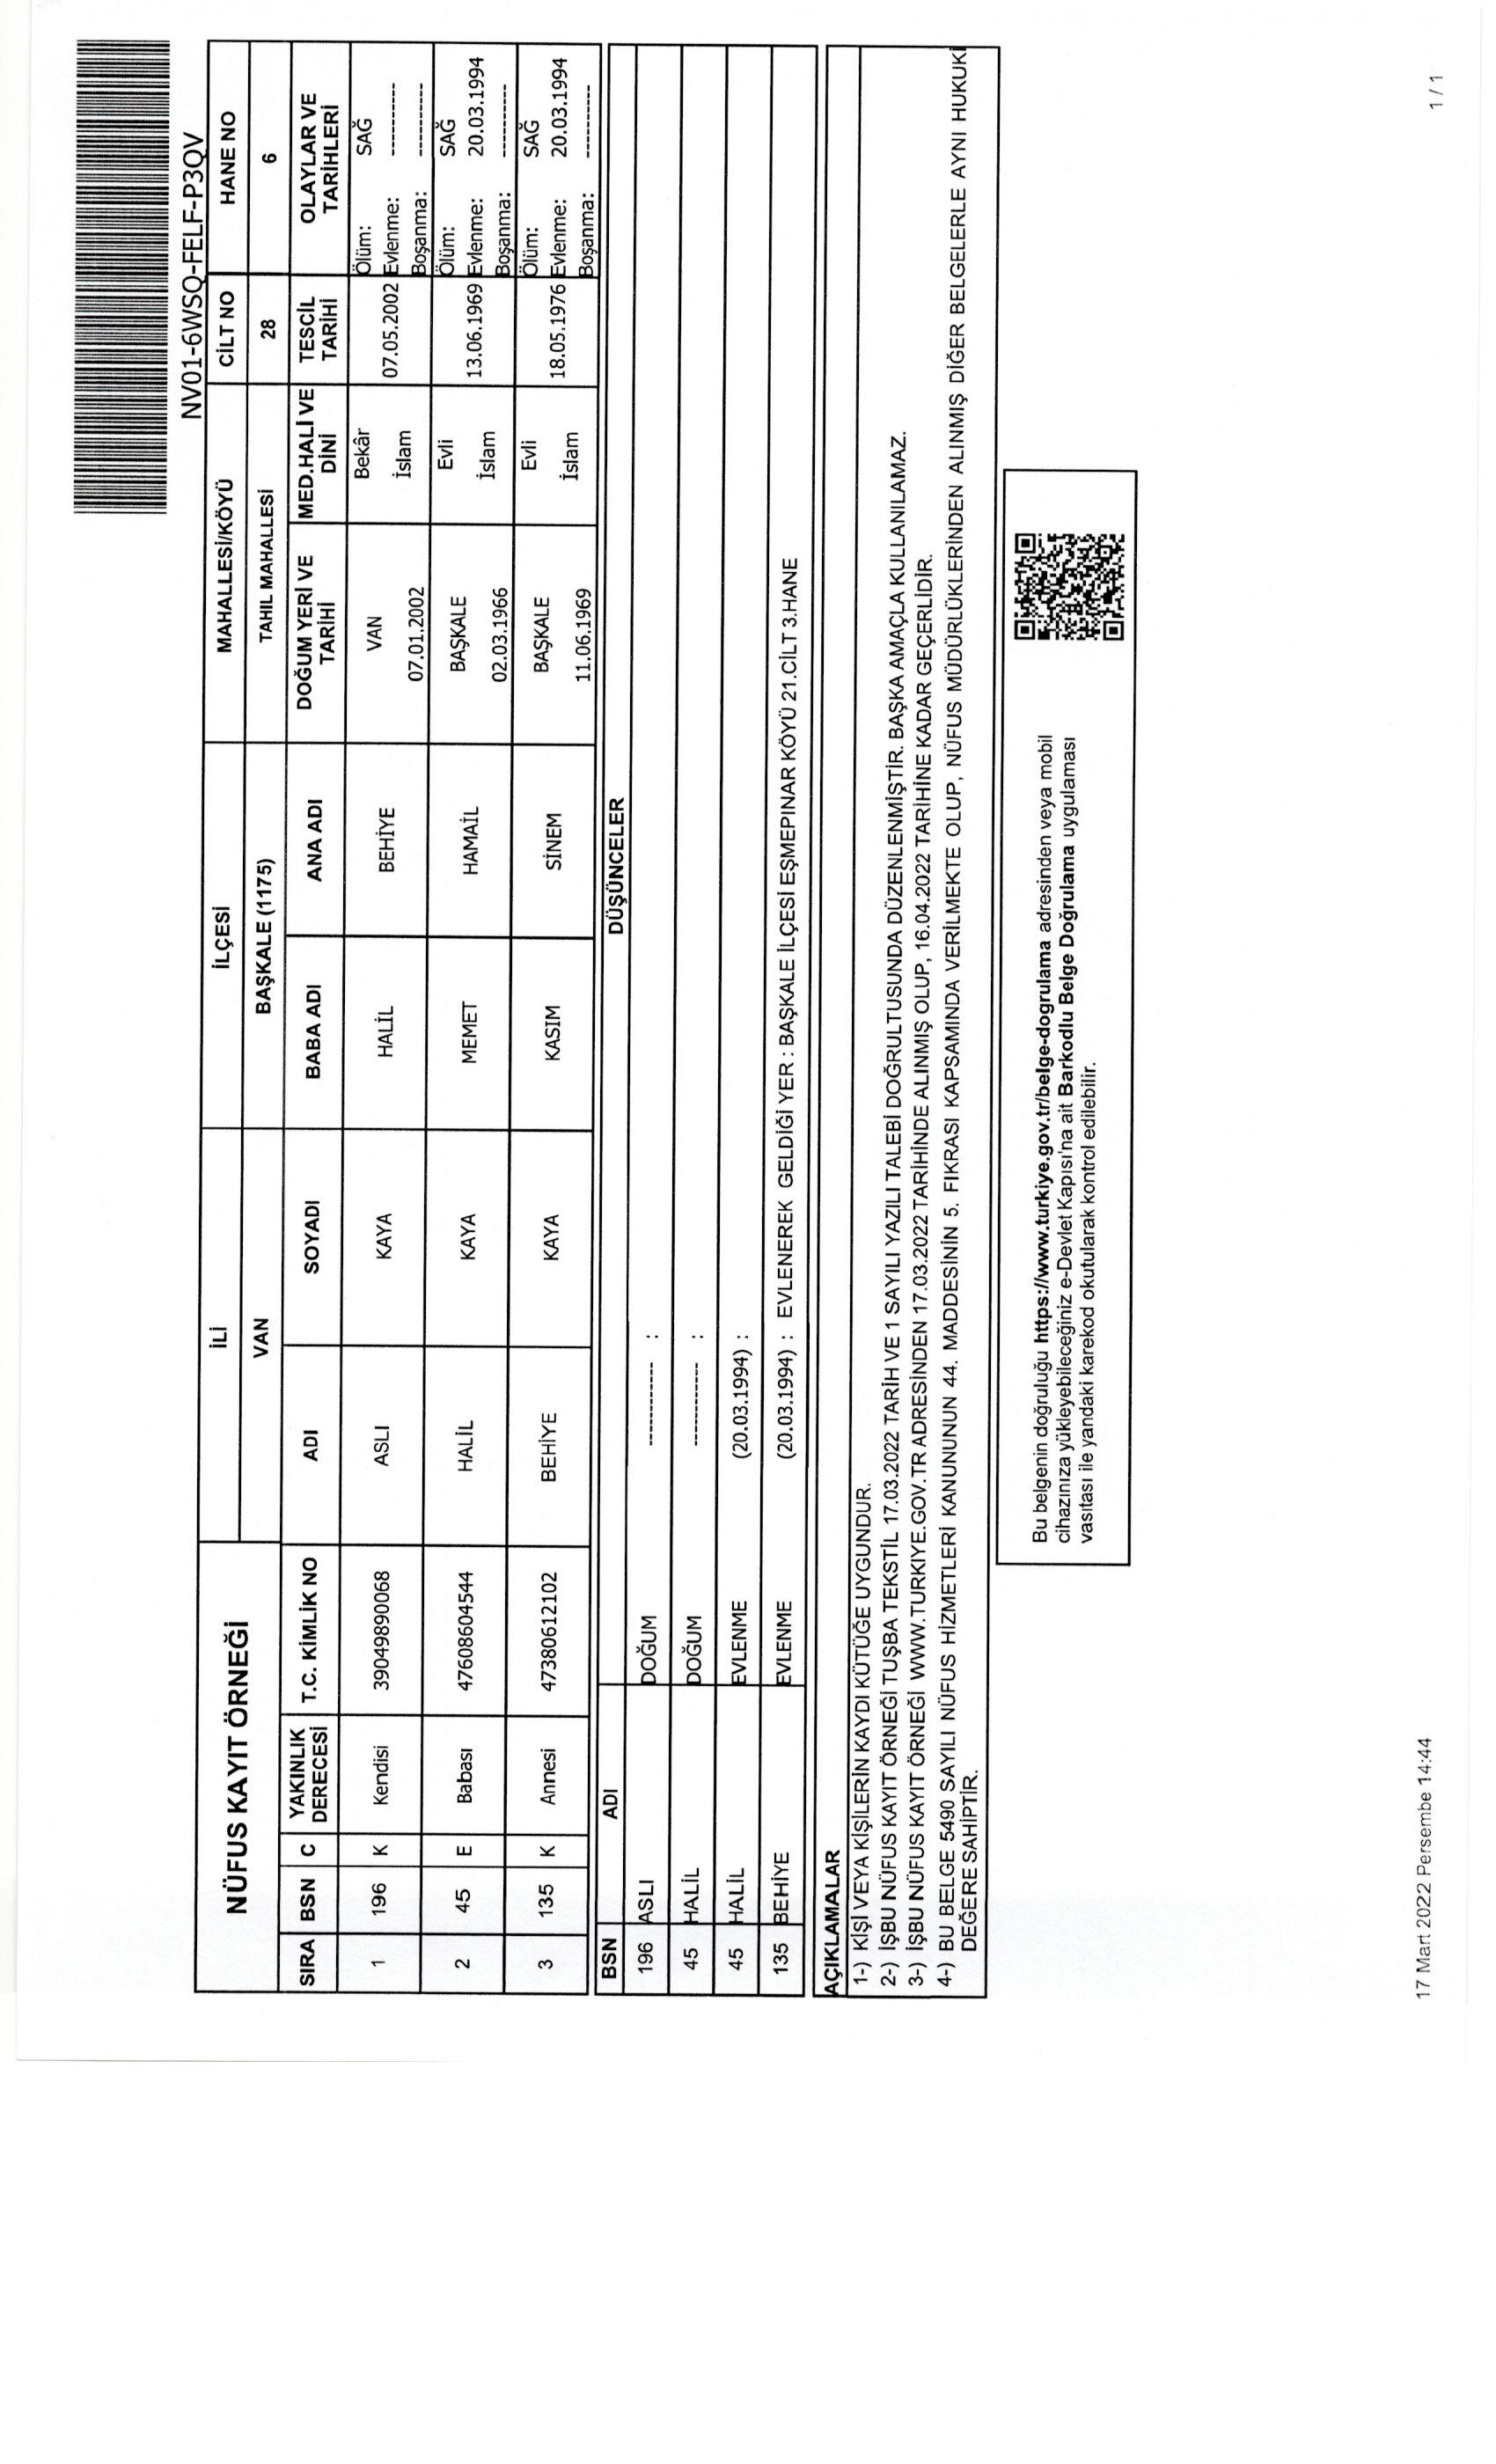 NV01-6WSQ-FELF-P3QV
NÜFUS KAYIT ÖRNEĞİ İLİ İLÇESİ MAHALLESİ/KÖYÜ CİLT NO HANE NO
VAN BAŞKALE (1175) TAHIL MAHALLESİ 28 6
SIRA BSN C YAKINLIK DERECESİ T.C. KİMLİK NO ADI SOYADI BABA ADI ANA ADI DOĞUM YERİ VE TARİHİ MED.HALİ VE DİNİ TESCİL TARİHİ OLAYLAR VE TARİHLERİ
1 196 K Kendisi 39049890068 ASLI KAYA HALİL BEHİYE VAN 07.01.2002 Bekâr İslam 07.05.2002 Ölüm: SAĞ
Evlenme: ----------
Boşanma: ----------
2 45 E Babası 47608604544 HALİL KAYA MEMET HAMAİL BAŞKALE 02.03.1966 Evli İslam 13.06.1969 Ölüm: SAĞ
Evlenme: 20.03.1994
Boşanma: ----------
3 135 K Annesi 47380612102 BEHİYE KAYA KASIM SİNEM BAŞKALE 11.06.1969 Evli İslam 18.05.1976 Ölüm: SAĞ
Evlenme: 20.03.1994
Boşanma: ----------
BSN ADI DÜŞÜNCELER
196 ASLI DOĞUM ------------ :
45 HALİL DOĞUM ------------ :
45 HALİL EVLENME (20.03.1994) :
135 BEHİYE EVLENME (20.03.1994) : EVLENEREK GELDİĞİ YER : BAŞKALE İLÇESİ EŞMEPINAR KÖYÜ 21.CİLT 3.HANE
AÇIKLAMALAR
1-) KİŞİ VEYA KİŞİLERİN KAYDI KÜTÜĞE UYGUNDUR.
2-) İŞBU NÜFUS KAYIT ÖRNEĞİ TUŞBA TEKSTİL 17.03.2022 TARİH VE 1 SAYILI YAZILI TALEBİ DOĞRULTUSUNDA DÜZENLENMİŞTİR. BAŞKA AMAÇLA KULLANILAMAZ.
3-) İŞBU NÜFUS KAYIT ÖRNEĞİ WWW.TURKIYE.GOV.TR ADRESİNDEN 17.03.2022 TARİHİNDE ALINMIŞ OLUP, 16.04.2022 TARİHİNE KADAR GEÇERLİDİR.
4-) BU BELGE 5490 SAYILI NÜFUS HİZMETLERİ KANUNUNUN 44. MADDESİNİN 5. FIKRASI KAPSAMINDA VERİLMEKTE OLUP, NÜFUS MÜDÜRLÜKLERİNDEN ALINMIŞ DİĞER BELGELERLE AYNI HUKUKİ
DEĞERE SAHİPTİR.
Bu belgenin doğruluğu https://www.turkiye.gov.tr/belge-dogrulama adresinden veya mobil
cihazınıza yükleyebileceğiniz e-Devlet Kapısı'na ait Barkodlu Belge Doğrulama uygulaması
vasıtası ile yandaki karekod okutularak kontrol edilebilir.
17 Mart 2022 Persembe 14:44 1 / 1